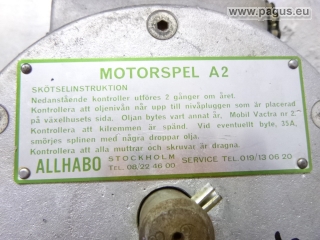 www.pagus.eu
MOTORSPEL A2
SKÖTSELINSTRUKTION
Nedanstående kontroller utföres 2 gånger om året.
Kontrollera att oljenivån når upp till nivåpluggen som är placerad
på växelhusets sida. Oljan bytes vart annat år, Mobil Vactra nr 2.
Kontrollera att kilremmen är spänd. Vid eventuellt byte, 35A,
smörjes splinen med några droppar olja.
Kontrollera att alla muttrar och skruvar är dragna.
ALLHABO STOCKHOLM SERVICE TEL. 019/13 06 20
TEL. 08/22 46 00